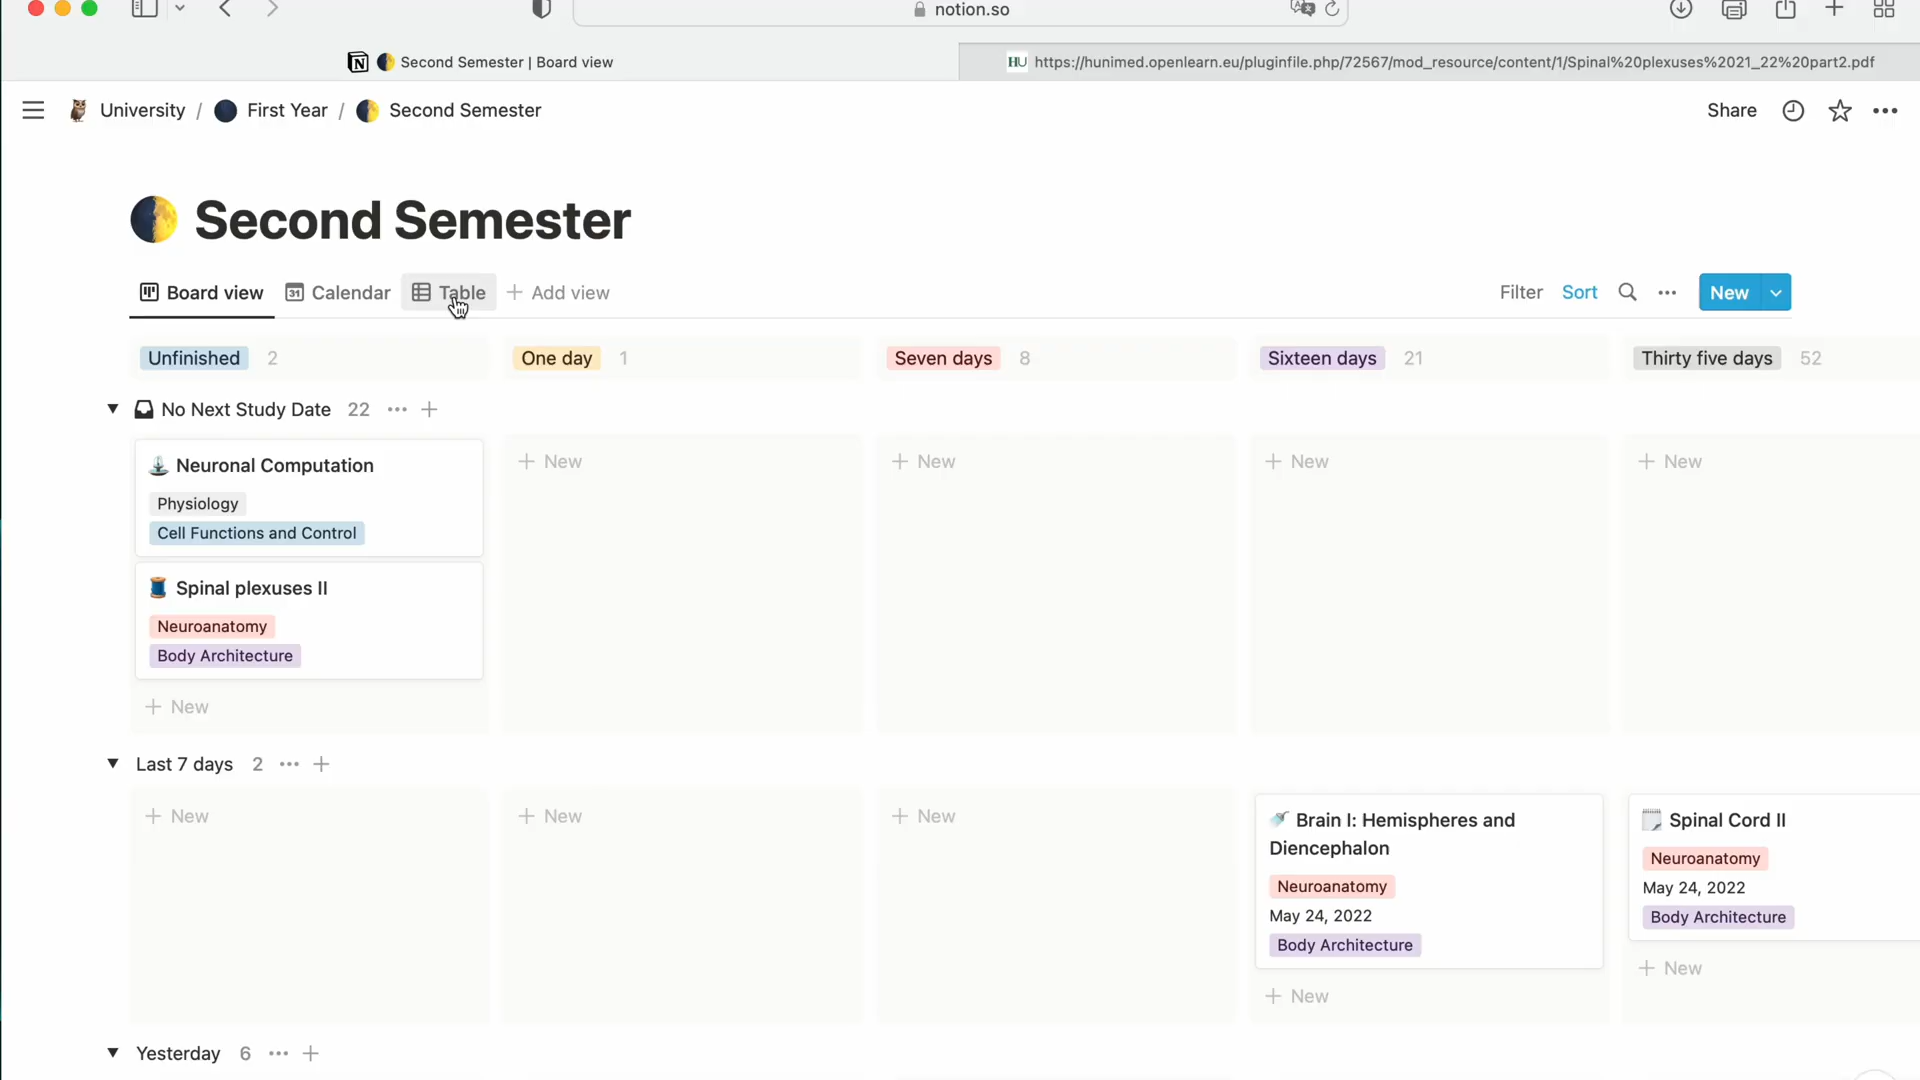 notion.so
Second Semester | Board view
HU https://hunimed.openlearn.eu/pluginfile.php/72567/mod_resource/content/1/Spinal%20plexuses%2021_22%20part2.pdf
University / First Year / Second Semester
Share
Second Semester
Board view
31 Calendar
Table
+ Add view
Filter Sort
New
Unfinished 2
One day 1
Seven days 8
Sixteen days 21
Thirty five days 52
No Next Study Date 22
Neuronal Computation
Physiology
Cell Functions and Control
Spinal plexuses II
Neuroanatomy
Body Architecture
+ New
+ New
+ New
+ New
+ New
Last 7 days 2
+ New
+ New
+ New
Brain I: Hemispheres and
Diencephalon
Neuroanatomy
May 24, 2022
Body Architecture
+ New
Spinal Cord II
Neuroanatomy
May 24, 2022
Body Architecture
+ New
Yesterday 6